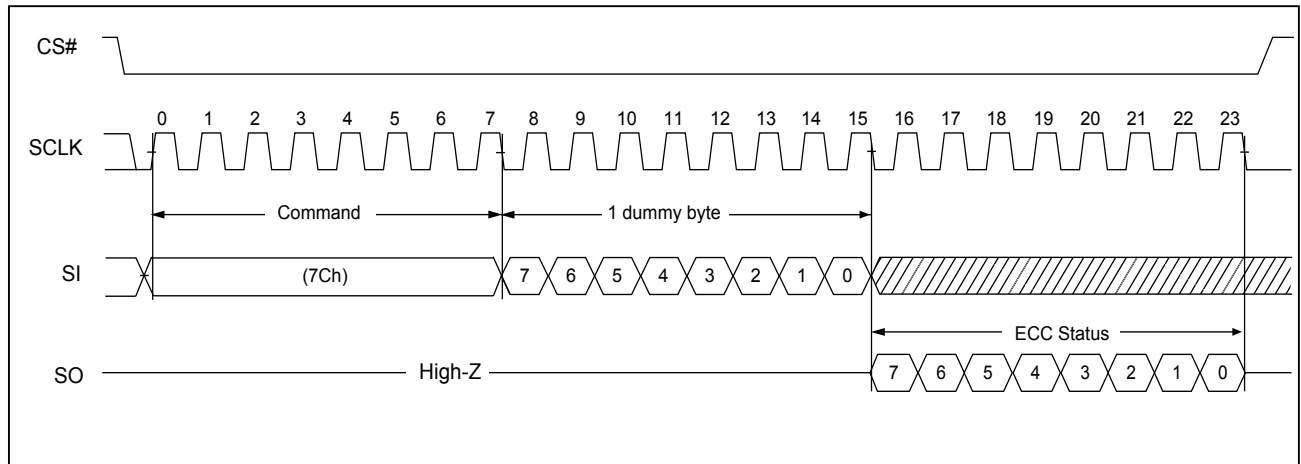 CS#
0 1 2 3 4 5 6 7 8 9 10 11 12 13 14 15 16 17 18 19 20 21 22 23
SCLK
Command 1 dummy byte
SI (7Ch) 7 6 5 4 3 2 1 0
ECC Status
SO High-Z 7 6 5 4 3 2 1 0